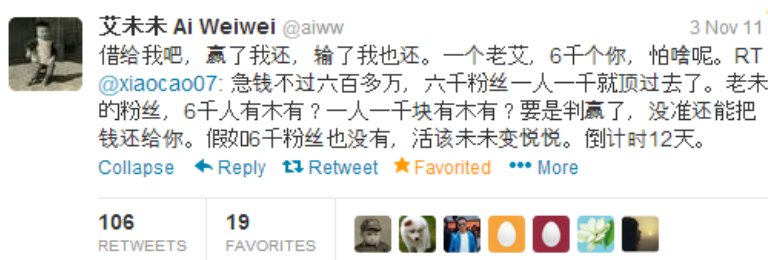 艾未未 Ai Weiwei @aiww 3 Nov 11
借给我吧，赢了我还，输了我也还。一个老艾，6千个你，怕啥呢。RT
@xiaocao07: 急钱不过六百多万，六千粉丝一人一千就顶过去了。老未
的粉丝，6千人有木有？一人一千块有木有？要是判赢了，没准还能把
钱还给你。假如6千粉丝也没有，活该未未变悦悦。倒计时12天。
Collapse Reply Retweet Favorited More
106 19
RETWEETS FAVORITES